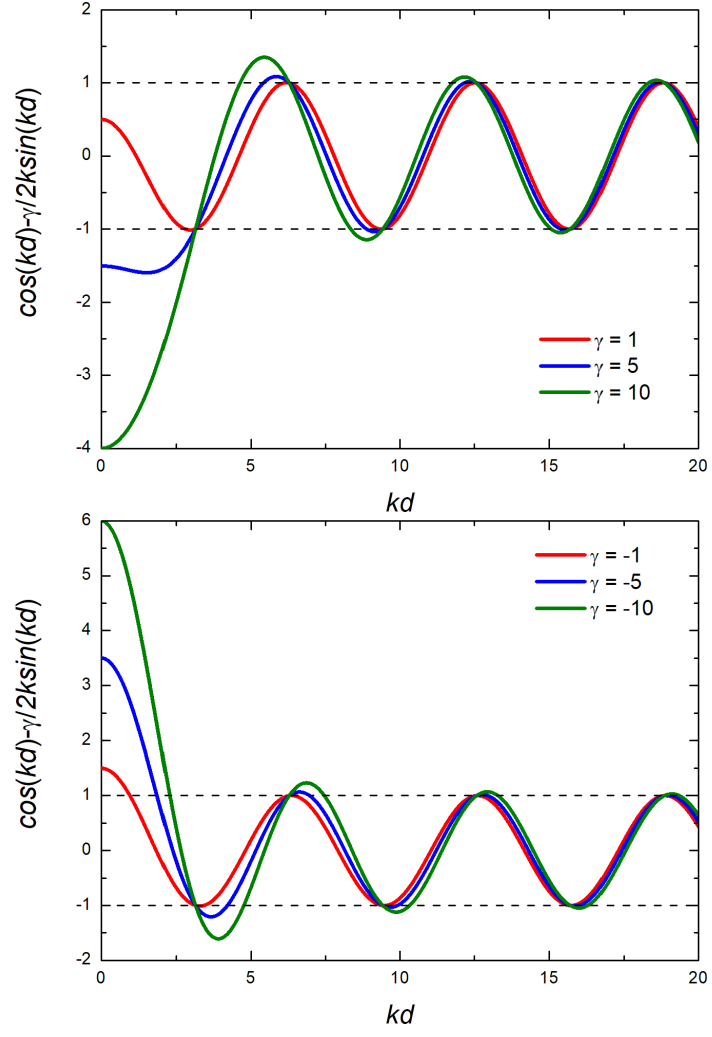 2
1
0
-1
-2
-3
-4
0
5
10
15
20
cos(kd)-γ/2ksin(kd)
kd
γ = 1
γ = 5
γ = 10
6
5
4
3
2
1
0
-1
-2
0
5
10
15
20
cos(kd)-γ/2ksin(kd)
kd
γ = -1
γ = -5
γ = -10